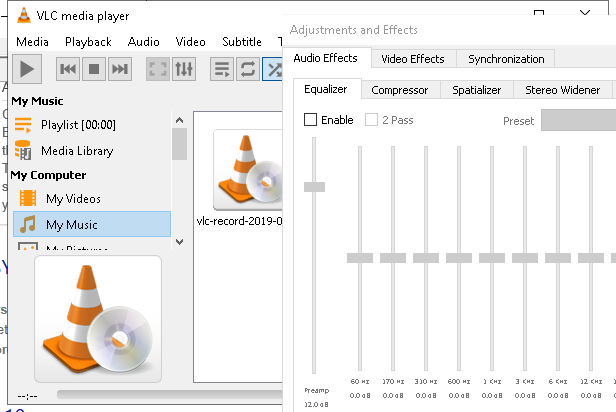 VLC media player
Media Playback Audio Video Subtitle
My Music
Playlist [00:00]
Media Library
My Computer
My Videos
My Music
My Pictures
vlc-record-2019-0
--:--
Adjustments and Effects
Audio Effects Video Effects Synchronization
Equalizer Compressor Spatializer Stereo Widener
Enable 2 Pass Preset
60 Hz 170 Hz 310 Hz 600 Hz 1 KHz 3 KHz 6 KHz 12 KHz
Preamp 0.0 dB 0.0 dB 0.0 dB 0.0 dB 0.0 dB 0.0 dB 0.0 dB 0.0 dB
12.0 dB